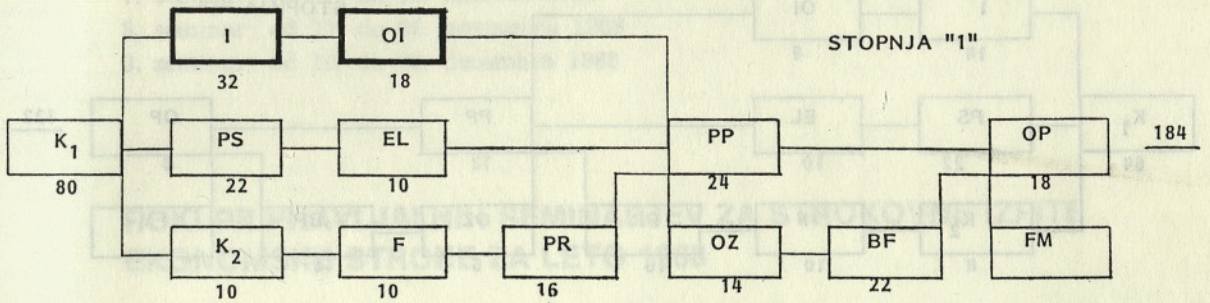 I OI STOPNJA "1"
32 18
K₁ PS EL PP OP 184
80 22 10 24 18
K₂ F PR OZ BF FM
10 10 16 14 22